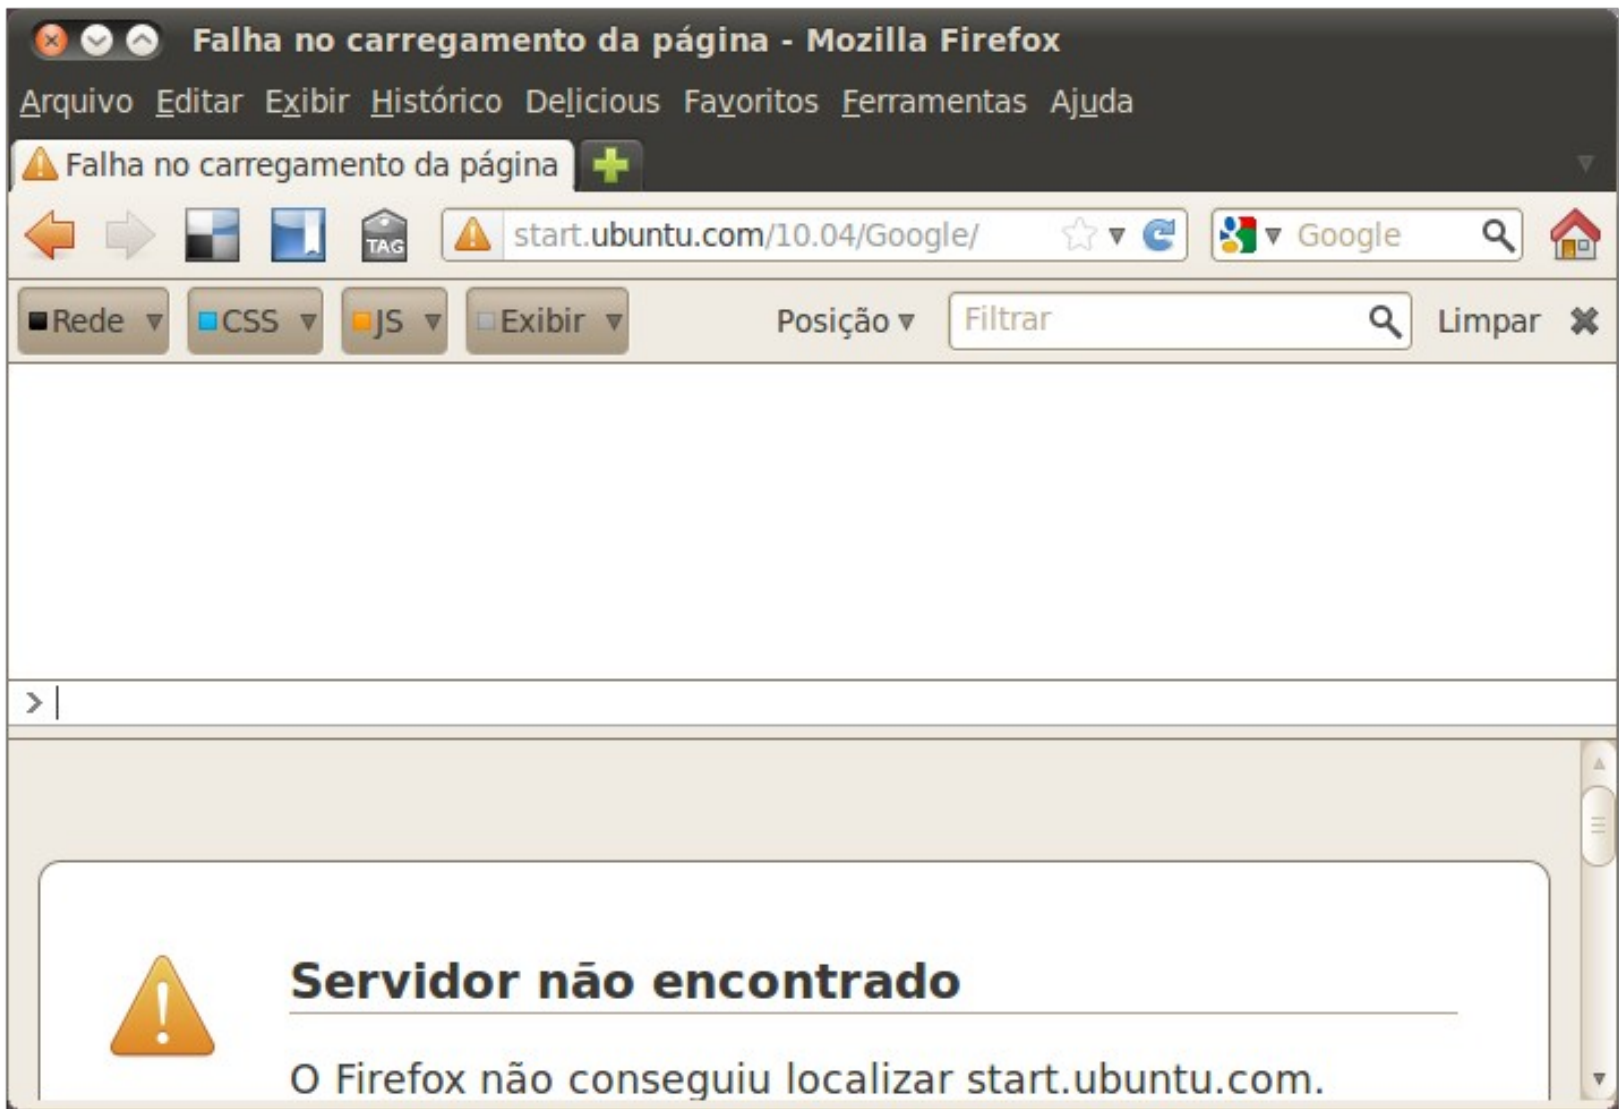 Falha no carregamento da página - Mozilla Firefox
Arquivo Editar Exibir Histórico Delicious Favoritos Ferramentas Ajuda
Falha no carregamento da página
TAG start.ubuntu.com/10.04/Google/ Google
Rede CSS JS Exibir Posição Filtrar Limpar
>
Servidor não encontrado
O Firefox não conseguiu localizar start.ubuntu.com.